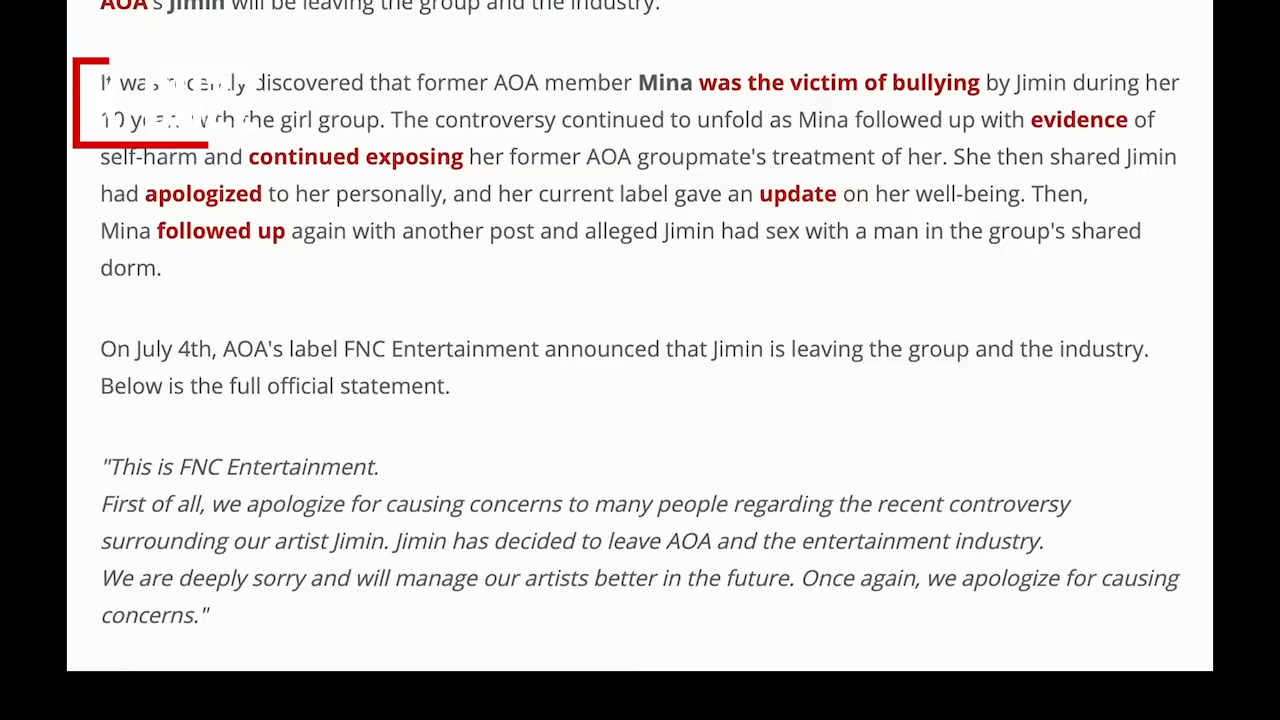 AOA's Jimin will be leaving the group and the industry.
It was recently discovered that former AOA member Mina was the victim of bullying by Jimin during her
10 years with the girl group. The controversy continued to unfold as Mina followed up with evidence of
self-harm and continued exposing her former AOA groupmate's treatment of her. She then shared Jimin
had apologized to her personally, and her current label gave an update on her well-being. Then,
Mina followed up again with another post and alleged Jimin had sex with a man in the group's shared
dorm.
On July 4th, AOA's label FNC Entertainment announced that Jimin is leaving the group and the industry.
Below is the full official statement.
"This is FNC Entertainment.
First of all, we apologize for causing concerns to many people regarding the recent controversy
surrounding our artist Jimin. Jimin has decided to leave AOA and the entertainment industry.
We are deeply sorry and will manage our artists better in the future. Once again, we apologize for causing
concerns."